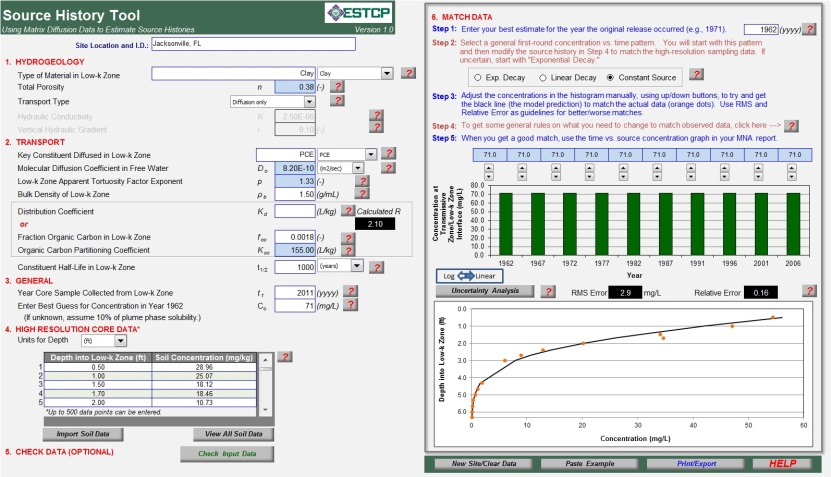 Source History Tool
ESTCP
Using Matrix Diffusion Data to Estimate Source Histories
Version 1.0
Site Location and I.D.: Jacksonville, FL
1. HYDROGEOLOGY
Type of Material in Low-k Zone Clay Clay ?
Total Porosity n 0.38 (-) ?
Transport Type Diffusion only ?
Hydraulic Conductivity K 2.50E-06
Vertical Hydraulic Gradient i 0.10 (-) ?
2. TRANSPORT
Key Constituent Diffused in Low-k Zone PCE PCE ?
Molecular Diffusion Coefficient in Free Water Do 8.20E-10 (m2/sec) ?
Low-k Zone Apparent Tortuosity Factor Exponent p 1.33 (-) ?
Bulk Density of Low-k Zone ρb 1.50 (g/mL) ?
Distribution Coefficient Kd (L/kg) ? Calculated R
or 2.10
Fraction Organic Carbon in Low-k Zone foc 0.0018 (-) ?
Organic Carbon Partitioning Coefficient Koc 155.00 (L/kg) ?
Constituent Half-Life in Low-k Zone t1/2 1000 (years) ?
3. GENERAL
Year Core Sample Collected from Low-k Zone t1 2011 (yyyy) ?
Enter Best Guess for Concentration in Year 1962 Co 71 (mg/L) ?
(If unknown, assume 10% of plume phase solubility.)
4. HIGH RESOLUTION CORE DATA*
Units for Depth (ft)
Depth into Low-k Zone (ft) Soil Concentration (mg/kg) ?
1 0.50 28.96
2 1.00 25.07
3 1.50 18.12
4 1.70 18.46
5 2.00 10.73
*Up to 500 data points can be entered.
Import Soil Data View All Soil Data
5. CHECK DATA (OPTIONAL) Check Input Data
6. MATCH DATA
Step 1: Enter your best estimate for the year the original release occurred (e.g., 1971). 1962 (yyyy) ?
Step 2: Select a general first-round concentration vs. time pattern. You will start with this pattern
and then modify the source history in Step 4 to match the high-resolution sampling data. If
uncertain, start with "Exponential Decay."
Exp. Decay Linear Decay Constant Source ?
Step 3: Adjust the concentrations in the histogram manually, using up/down buttons, to try and get
the black line (the model prediction) to match the actual data (orange dots). Use RMS and
Relative Error as guidelines for better/worse matches.
Step 4: To get some general rules on what you need to change to match observed data, click here ---> ?
Step 5: When you get a good match, use the time vs. source concentration graph in your MNA report.
71.0 71.0 71.0 71.0 71.0 71.0 71.0 71.0 71.0 71.0
Concentration at
Transmissive
Zone/Low-k Zone
Interface (mg/L)
80.0
70.0
60.0
50.0
40.0
30.0
20.0
10.0
0.0
1962 1967 1972 1977 1982 1987 1991 1996 2001 2006
Year
Log Linear
Uncertainty Analysis ? RMS Error 2.9 mg/L Relative Error 0.16 ?
Depth into Low-k Zone (ft)
0.0
1.0
2.0
3.0
4.0
5.0
6.0
0 10 20 30 40 50 60
Concentration (mg/L)
New Site/Clear Data Paste Example Print/Export HELP